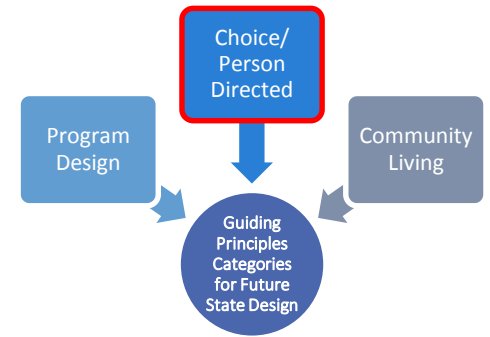 Choice/
Person
Directed
Program
Design
Community
Living
Guiding
Principles
Categories
for Future
State Design